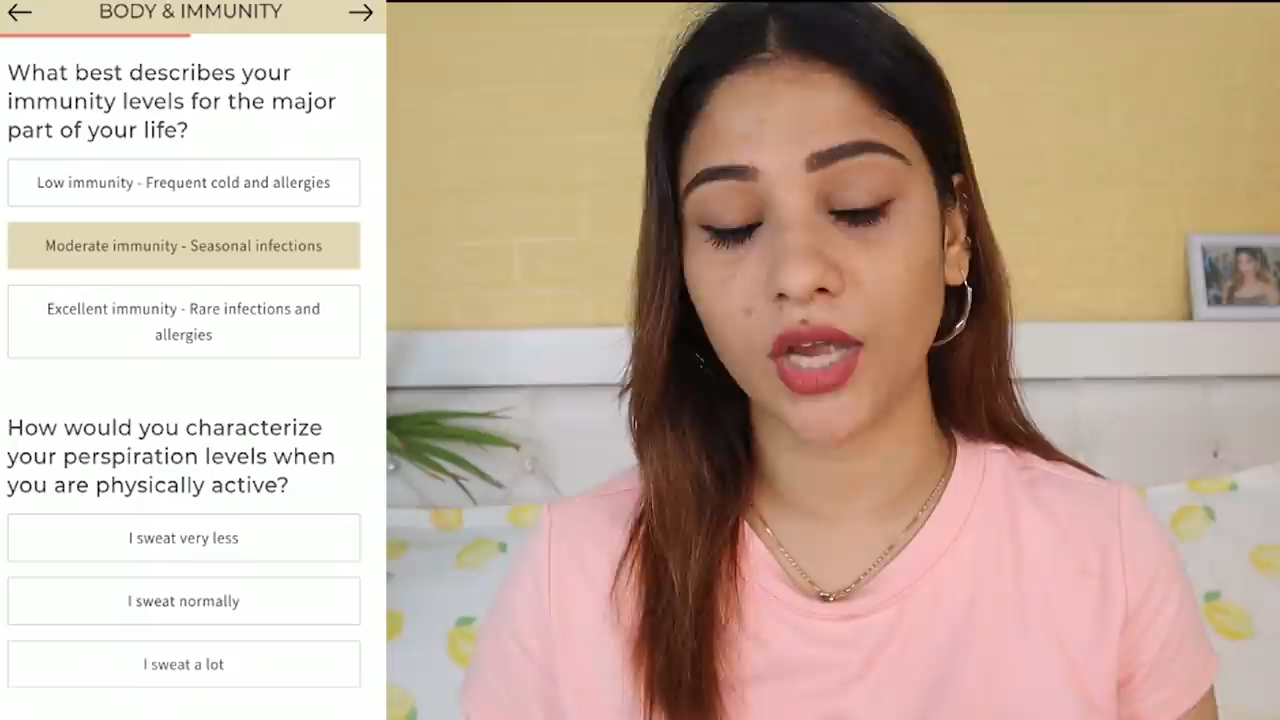 BODY & IMMUNITY
What best describes your
immunity levels for the major
part of your life?
Low immunity - Frequent cold and allergies
Moderate immunity - Seasonal infections
Excellent immunity - Rare infections and
allergies
How would you characterize
your perspiration levels when
you are physically active?
I sweat very less
I sweat normally
I sweat a lot